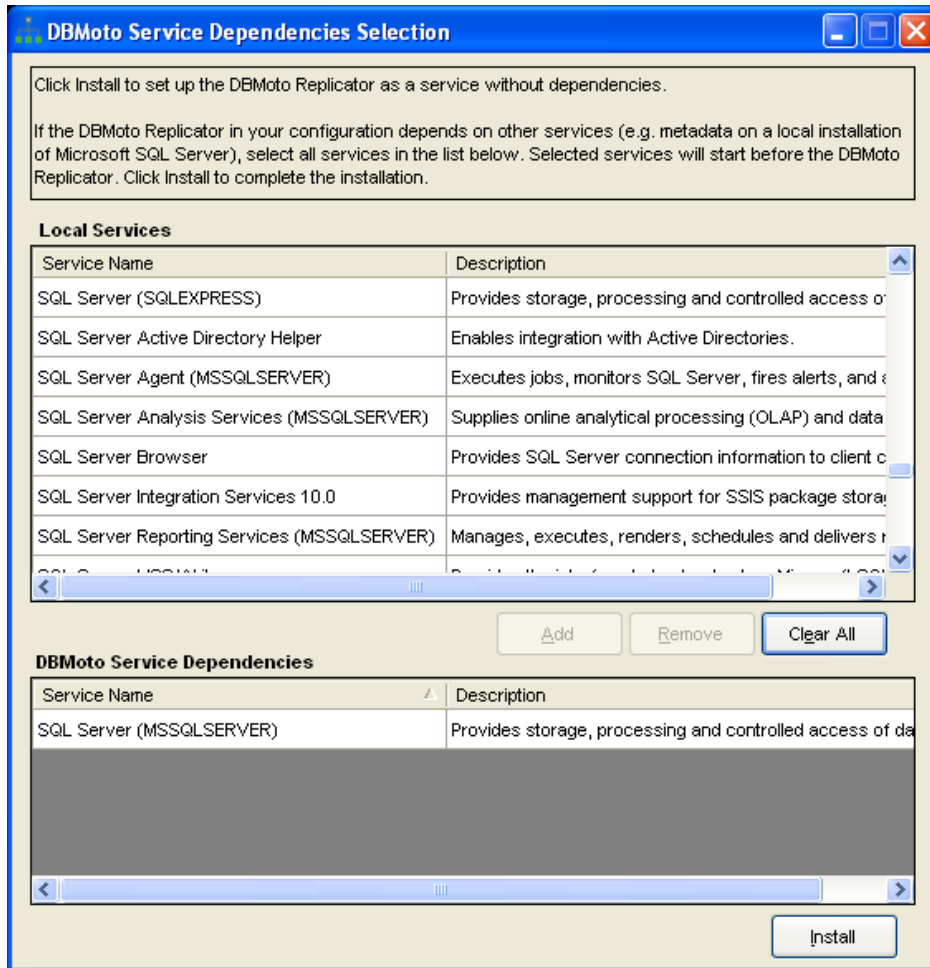 DBMoto Service Dependencies Selection
Click Install to set up the DBMoto Replicator as a service without dependencies.
If the DBMoto Replicator in your configuration depends on other services (e.g. metadata on a local installation
of Microsoft SQL Server), select all services in the list below. Selected services will start before the DBMoto
Replicator. Click Install to complete the installation.
Local Services
Service Name Description
SQL Server (SQLEXPRESS) Provides storage, processing and controlled access
SQL Server Active Directory Helper Enables integration with Active Directories.
SQL Server Agent (MSSQLSERVER) Executes jobs, monitors SQL Server, fires alerts, and
SQL Server Analysis Services (MSSQLSERVER) Supplies online analytical processing (OLAP) and data
SQL Server Browser Provides SQL Server connection information to client
SQL Server Integration Services 10.0 Provides management support for SSIS package
SQL Server Reporting Services (MSSQLSERVER) Manages, executes, renders, schedules and delivers
Add Remove Clear All
DBMoto Service Dependencies
Service Name Description
SQL Server (MSSQLSERVER) Provides storage, processing and controlled access of da
Install